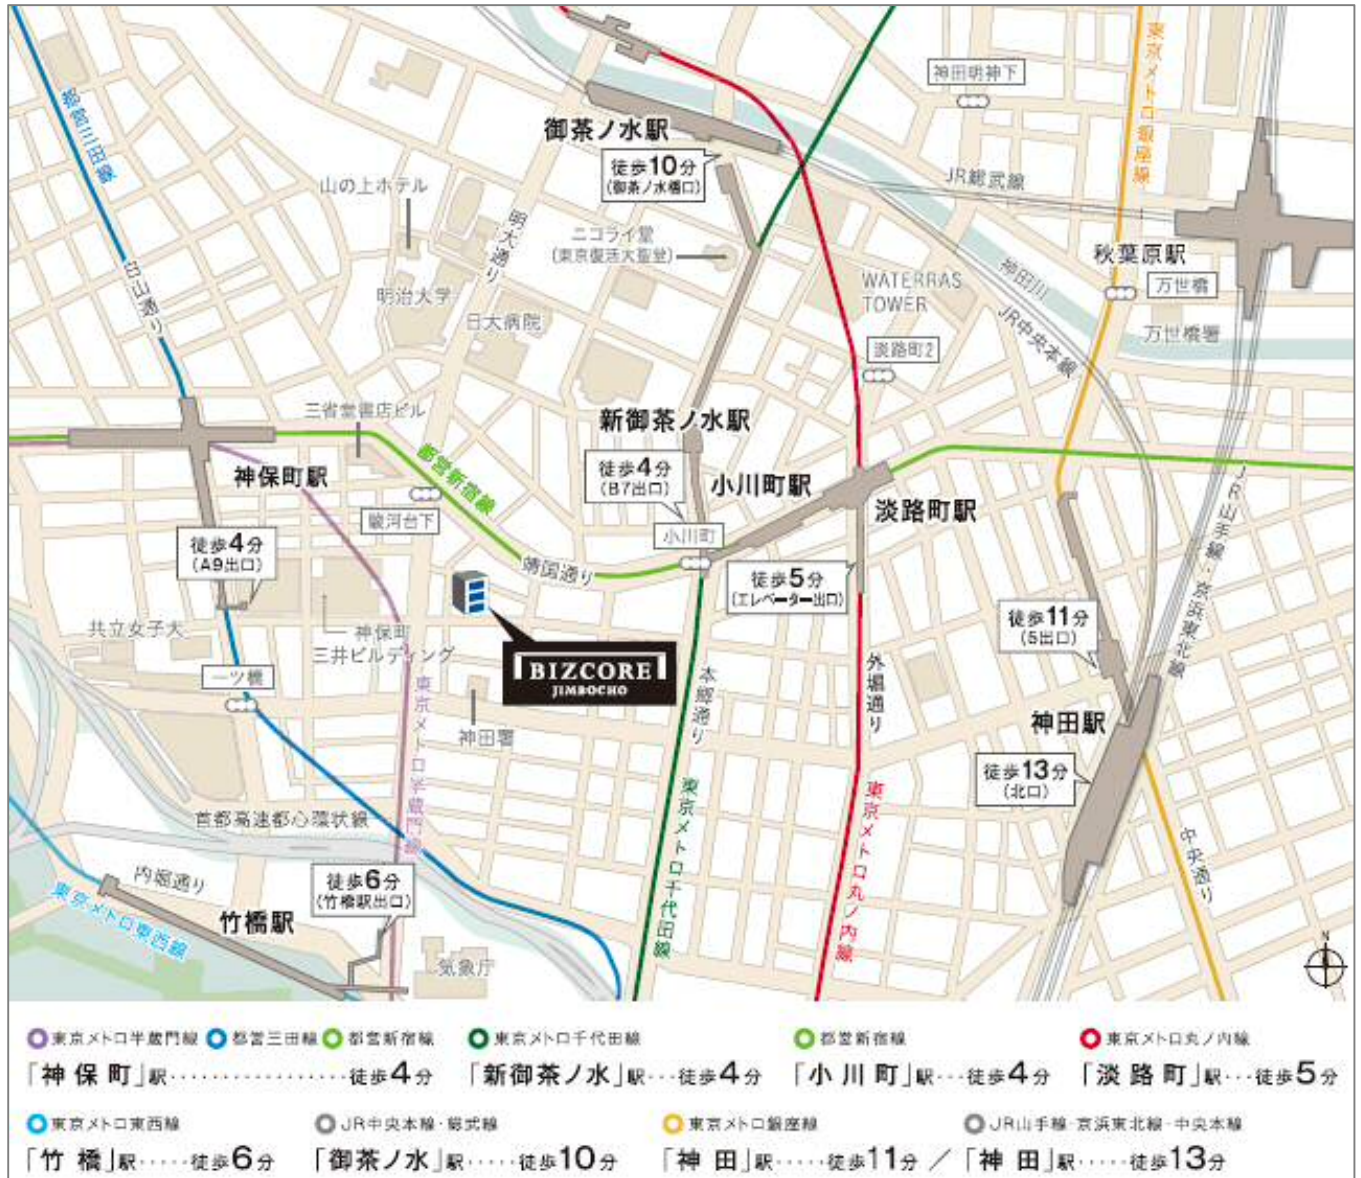 東京メトロ銀座線
神田明神下
都営三田線
御茶ノ水駅
徒歩10分
(御茶ノ水橋口)
JR総武線
山の上ホテル
明大通り
ニコライ堂
(東京復活大聖堂)
秋葉原駅
神田川
万世橋
白山通り
明治大学
日大病院
WATERRAS
TOWER
JR中央本線
万世橋署
淡路町2
三省堂書店ビル
新御茶ノ水駅
都営新宿線
徒歩4分
(B7出口)
小川町駅
神保町駅
淡路町駅
JR山手線・京浜東北線
駿河台下
小川町
徒歩4分
(A9出口)
靖国通り
徒歩5分
(エレベーター出口)
徒歩11分
(5出口)
共立女子大
神保町
三井ビルディング
BIZCORE
JIMBOCHO
一ツ橋
東京メトロ半蔵門線
本郷通り
外堀通り
神田駅
神田署
徒歩13分
(北口)
首都高速都心環状線
東京メトロ千代田線
東京メトロ丸ノ内線
中央通り
内堀通り
徒歩6分
(竹橋駅出口)
東京メトロ東西線
竹橋駅
気象庁
N
東京メトロ半蔵門線 都営三田線 都営新宿線 東京メトロ千代田線 都営新宿線 東京メトロ丸ノ内線
「神保町」駅··················徒歩4分 「新御茶ノ水」駅···徒歩4分 「小川町」駅···徒歩4分 「淡路町」駅···徒歩5分
東京メトロ東西線 JR中央本線・総武線 東京メトロ銀座線 JR山手線・京浜東北線・中央本線
「竹橋」駅·····徒歩6分 「御茶ノ水」駅·····徒歩10分 「神田」駅·····徒歩11分 / 「神田」駅·····徒歩13分